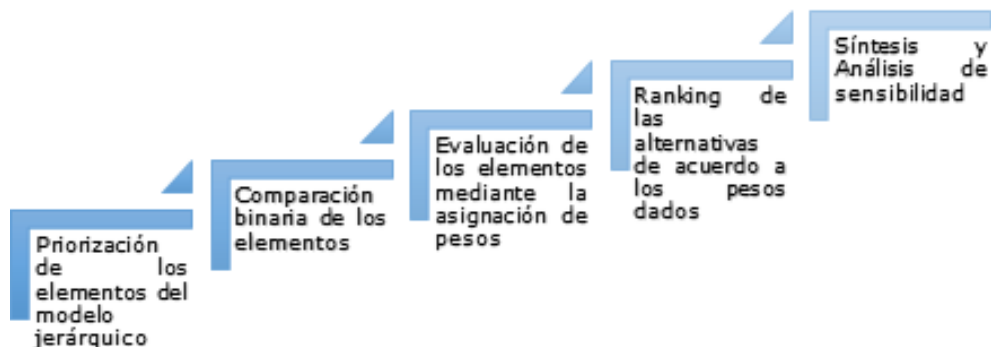 Priorización
de los
elementos del
modelo
jerárquico
Comparación
binaria de los
elementos
Evaluación de
los elementos
mediante la
asignación de
pesos
Ranking de
las
alternativas
de acuerdo a
los pesos
dados
Síntesis y
Análisis de
sensibilidad